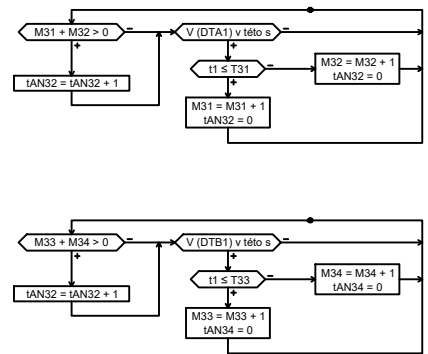 M31 + M32 > 0
-
V (DTA1) v této s
-
+
+
t1 ≤ T31
-
M32 = M32 + 1
tAN32 = 0
tAN32 = tAN32 + 1
+
M31 = M31 + 1
tAN32 = 0
M33 + M34 > 0
-
V (DTB1) v této s
-
+
+
t1 ≤ T33
-
M34 = M34 + 1
tAN34 = 0
tAN32 = tAN32 + 1
+
M33 = M33 + 1
tAN34 = 0